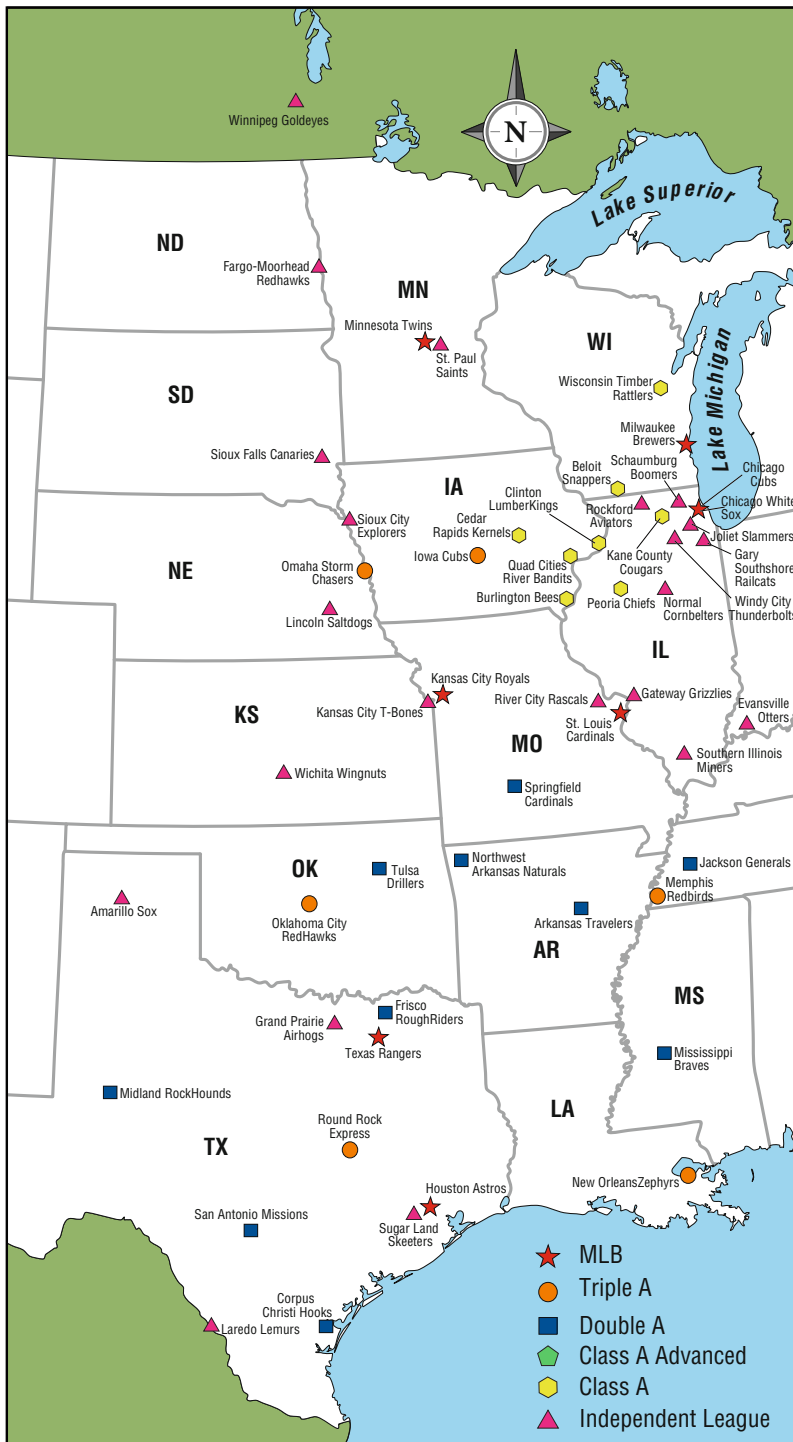 Winnipeg Goldeyes
N
Lake Superior
ND
Fargo-Moorhead
Redhawks
MN
Minnesota Twins
St. Paul
Saints
WI
Lake Michigan
Wisconsin Timber
Rattlers
SD
Sioux Falls Canaries
Milwaukee
Brewers
Schaumburg
Boomers
Chicago
Cubs
Chicago White
Sox
Beloit
Snappers
Rockford
Aviators
IA
Clinton
LumberKings
Cedar
Rapids Kernels
Sioux City
Explorers
Joliet Slammers
Gary
Southshore
Railcats
Kane County
Cougars
Iowa Cubs
Quad Cities
River Bandits
NE
Omaha Storm
Chasers
Burlington Bees
Peoria Chiefs
Normal
Cornbelters
Windy City
Thunderbolts
Lincoln Saltdogs
IL
Kansas City Royals
KS
Kansas City T-Bones
River City Rascals
Gateway Grizzlies
St. Louis
Cardinals
Evansville
Otters
MO
Southern Illinois
Miners
Wichita Wingnuts
Springfield
Cardinals
OK
Tulsa
Drillers
Northwest
Arkansas Naturals
Jackson Generals
Memphis
Redbirds
Amarillo Sox
Oklahoma City
RedHawks
Arkansas Travelers
AR
MS
Frisco
RoughRiders
Grand Prairie
Airhogs
Texas Rangers
Mississippi
Braves
Midland RockHounds
LA
Round Rock
Express
TX
New OrleansZephyrs
Houston Astros
San Antonio Missions
Sugar Land
Skeeters
Corpus
Christi Hooks
Laredo Lemurs
MLB
Triple A
Double A
Class A Advanced
Class A
Independent League